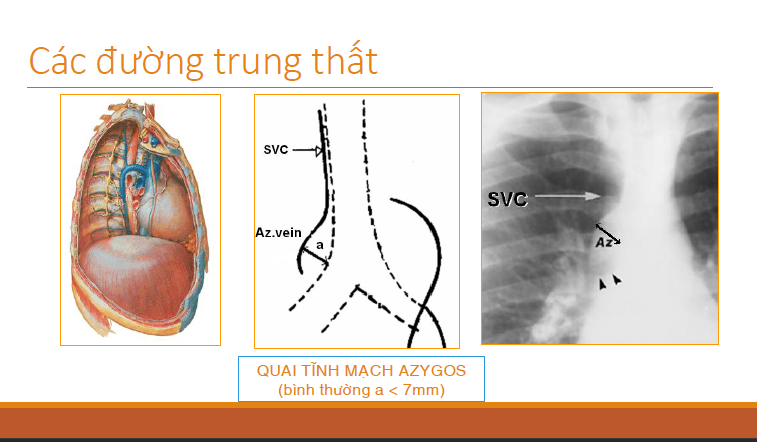 Các đường trung thất
SVC
Az.vein
a
SVC
Az
QUAI TĨNH MẠCH AZYGOS
(bình thường a < 7mm)